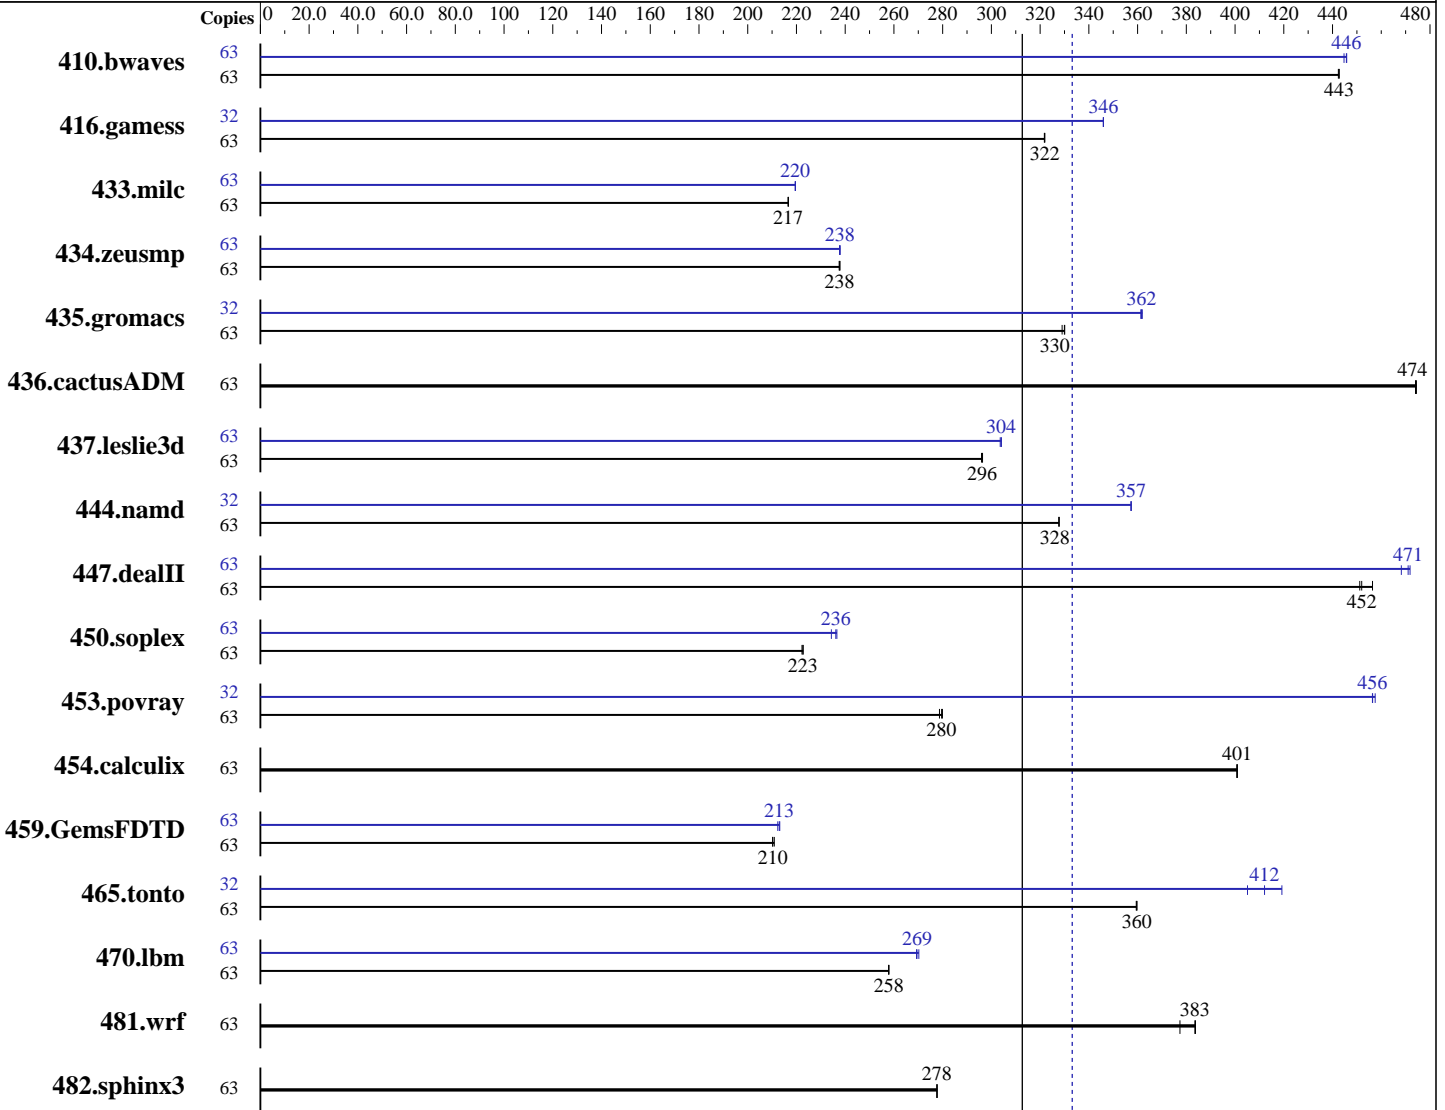 Copies 0 20.0 40.0 60.0 80.0 100 120 140 160 180 200 220 240 260 280 300 320 340 360 380 400 420 440 480
410.bwaves 63 446
63 443
416.gamess 32 346
63 322
433.milc 63 220
63 217
434.zeusmp 63 238
63 238
435.gromacs 32 362
63 330
436.cactusADM 63 474
437.leslie3d 63 304
63 296
444.namd 32 357
63 328
447.dealII 63 471
63 452
450.soplex 63 236
63 223
453.povray 32 456
63 280
454.calculix 63 401
459.GemsFDTD 63 213
63 210
465.tonto 32 412
63 360
470.lbm 63 269
63 258
481.wrf 63 383
482.sphinx3 63 278